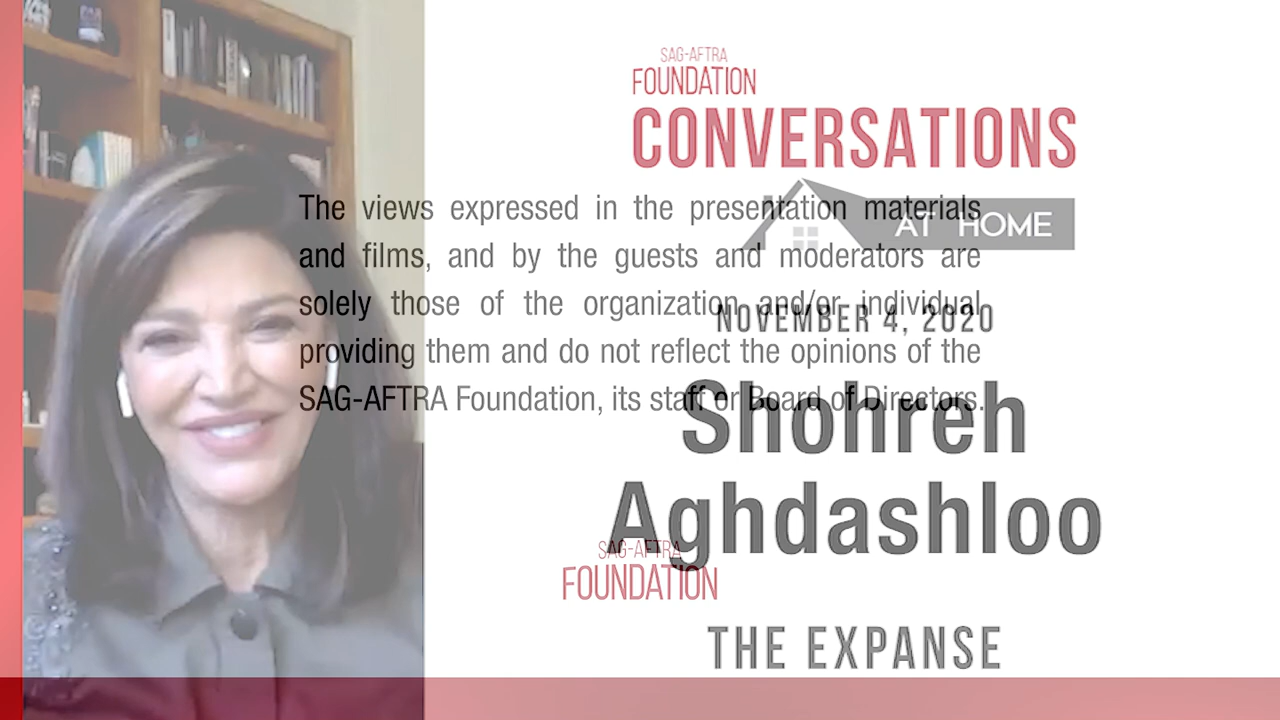 SAG-AFTRA
FOUNDATION
CONVERSATIONS
AT HOME
The views expressed in the presentation materials
and films, and by the guests and moderators are
solely those of the organization and/or individual
providing them and do not reflect the opinions of the
SAG-AFTRA Foundation, its staff or Board of Directors.
NOVEMBER 4, 2020
Shohreh
Aghdashloo
SAG-AFTRA
FOUNDATION
THE EXPANSE